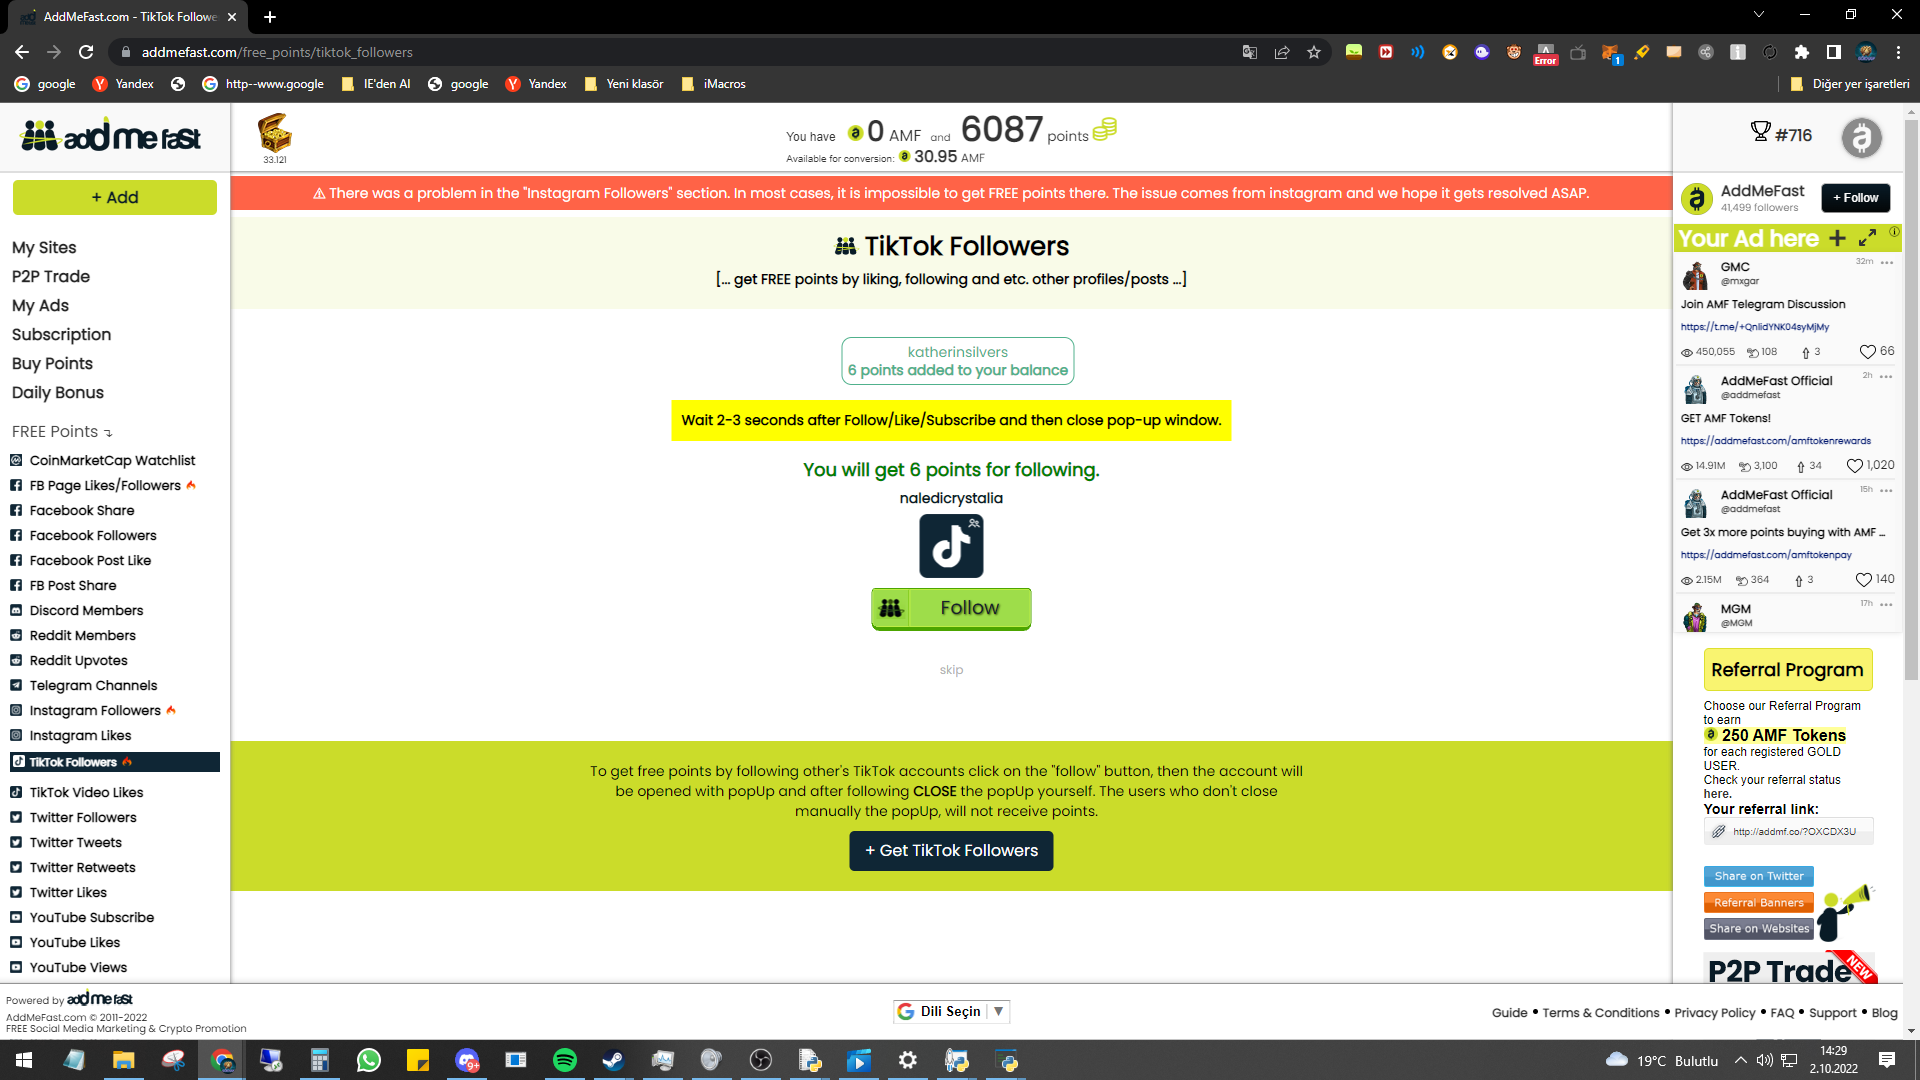 AddMeFast.com - TikTok Followe
addmefast.com/free_points/tiktok_followers
Error
1
google
Yandex
http--www.google
IE'den Al
google
Yandex
Yeni klasör
iMacros
Diğer yer işaretleri
addmefast
33.121
You have 0 AMF and 6087 points
Available for conversion: 30.95 AMF
#716
+ Add
My Sites
P2P Trade
My Ads
Subscription
Buy Points
Daily Bonus
FREE Points
CoinMarketCap Watchlist
FB Page Likes/Followers
Facebook Share
Facebook Followers
Facebook Post Like
FB Post Share
Discord Members
Reddit Members
Reddit Upvotes
Telegram Channels
Instagram Followers
Instagram Likes
TikTok Followers
TikTok Video Likes
Twitter Followers
Twitter Tweets
Twitter Retweets
Twitter Likes
YouTube Subscribe
YouTube Likes
YouTube Views
⚠ There was a problem in the "Instagram Followers" section. In most cases, it is impossible to get FREE points there. The issue comes from instagram and we hope it gets resolved ASAP.
TikTok Followers
[... get FREE points by liking, following and etc. other profiles/posts ...]
katherinsilvers
6 points added to your balance
Wait 2-3 seconds after Follow/Like/Subscribe and then close pop-up window.
You will get 6 points for following.
naledicrystalia
Follow
skip
To get free points by following other's TikTok accounts click on the "follow" button, then the account will
be opened with popUp and after following CLOSE the popUp yourself. The users who don't close
manually the popUp, will not receive points.
+ Get TikTok Followers
AddMeFast
41,499 followers
+ Follow
Your Ad here +
GMC
@mxgar
32m
Join AMF Telegram Discussion
https://t.me/+QnlidYNK04syMjMy
450,055 108 3 66
AddMeFast Official
@addmefast
2h
GET AMF Tokens!
https://addmefast.com/amftokenrewards
14.91M 3,100 34 1,020
AddMeFast Official
@addmefast
15h
Get 3x more points buying with AMF ...
https://addmefast.com/amftokenpay
2.15M 364 3 140
MGM
@MGM
17h
Referral Program
Choose our Referral Program
to earn
250 AMF Tokens
for each registered GOLD
USER.
Check your referral status
here.
Your referral link:
http://addmf.co/?OXCDX3U
Share on Twitter
Referral Banners
Share on Websites
P2P Trade
NEW
Powered by addmefast
AddMeFast.com © 2011-2022
FREE Social Media Marketing & Crypto Promotion
Dili Seçin ▼
Guide • Terms & Conditions • Privacy Policy • FAQ • Support • Blog
9+
19°C Bulutlu
14:29
2.10.2022